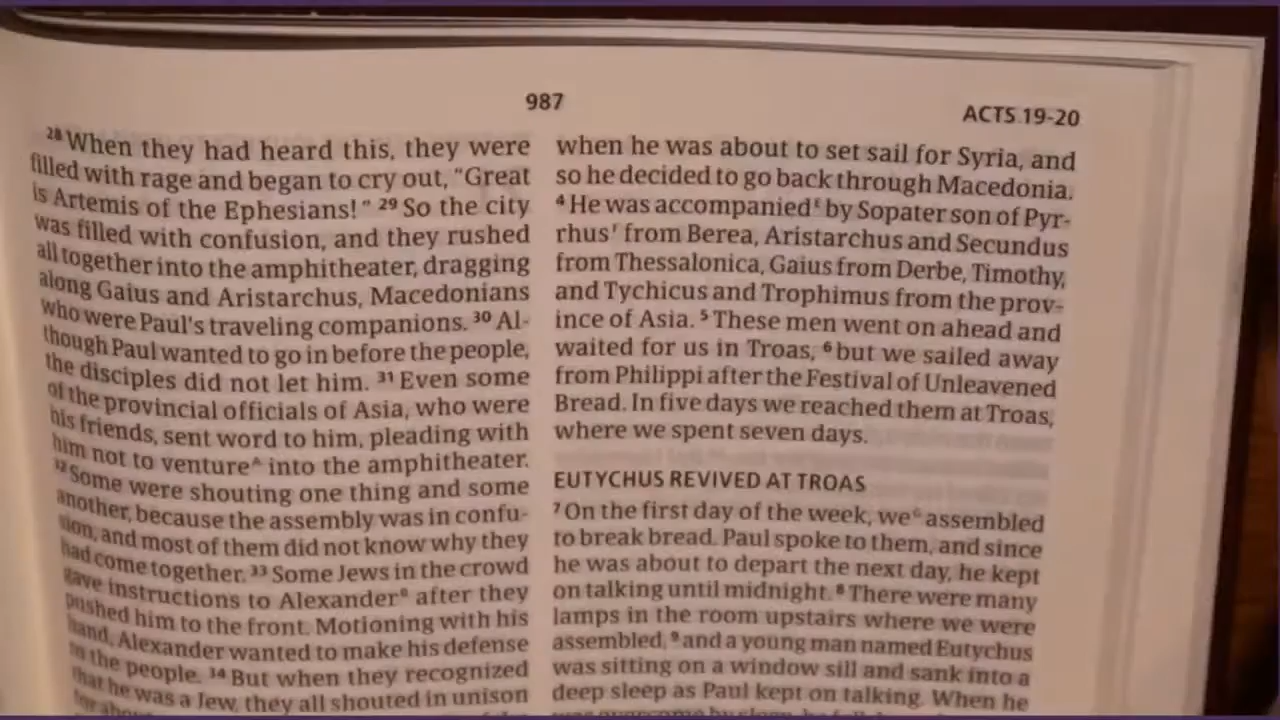 987
ACTS 19-20
28 When they had heard this, they were
filled with rage and began to cry out, "Great
is Artemis of the Ephesians!" 29 So the city
was filled with confusion, and they rushed
all together into the amphitheater, dragging
along Gaius and Aristarchus, Macedonians
who were Paul's traveling companions. 30 Al-
though Paul wanted to go in before the people,
the disciples did not let him. 31 Even some
of the provincial officials of Asia, who were
his friends, sent word to him, pleading with
him not to venture^A into the amphitheater.
32 Some were shouting one thing and some
another, because the assembly was in confu-
sion, and most of them did not know why they
had come together. 33 Some Jews in the crowd
gave instructions to Alexander^B after they
pushed him to the front. Motioning with his
hand, Alexander wanted to make his defense
to the people. 34 But when they recognized
that he was a Jew, they all shouted in unison
for about
when he was about to set sail for Syria, and
so he decided to go back through Macedonia.
4 He was accompanied^E by Sopater son of Pyr-
rhus^F from Berea, Aristarchus and Secundus
from Thessalonica, Gaius from Derbe, Timothy,
and Tychicus and Trophimus from the prov-
ince of Asia. 5 These men went on ahead and
waited for us in Troas, 6 but we sailed away
from Philippi after the Festival of Unleavened
Bread. In five days we reached them at Troas,
where we spent seven days.
EUTYCHUS REVIVED AT TROAS
7 On the first day of the week, we^G assembled
to break bread. Paul spoke to them, and since
he was about to depart the next day, he kept
on talking until midnight. 8 There were many
lamps in the room upstairs where we were
assembled, 9 and a young man named Eutychus
was sitting on a window sill and sank into a
deep sleep as Paul kept on talking. When he